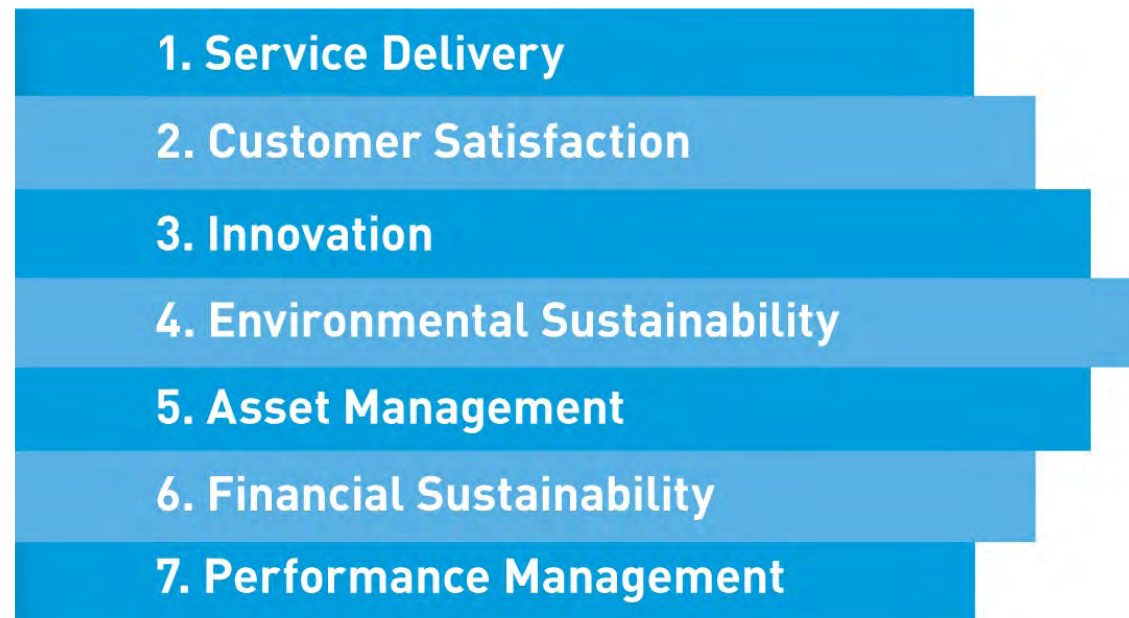 1. Service Delivery
2. Customer Satisfaction
3. Innovation
4. Environmental Sustainability
5. Asset Management
6. Financial Sustainability
7. Performance Management